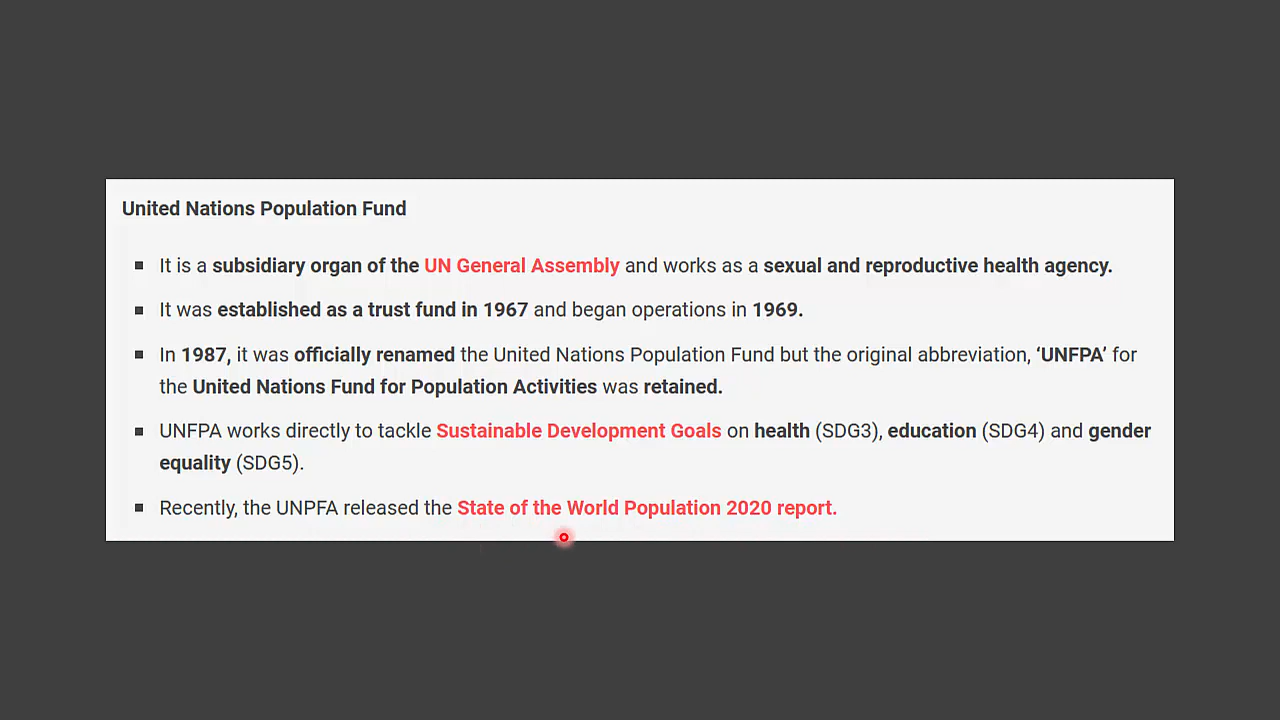 United Nations Population Fund
▪ It is a subsidiary organ of the UN General Assembly and works as a sexual and reproductive health agency.
▪ It was established as a trust fund in 1967 and began operations in 1969.
▪ In 1987, it was officially renamed the United Nations Population Fund but the original abbreviation, ‘UNFPA’ for
the United Nations Fund for Population Activities was retained.
▪ UNFPA works directly to tackle Sustainable Development Goals on health (SDG3), education (SDG4) and gender
equality (SDG5).
▪ Recently, the UNPFA released the State of the World Population 2020 report.